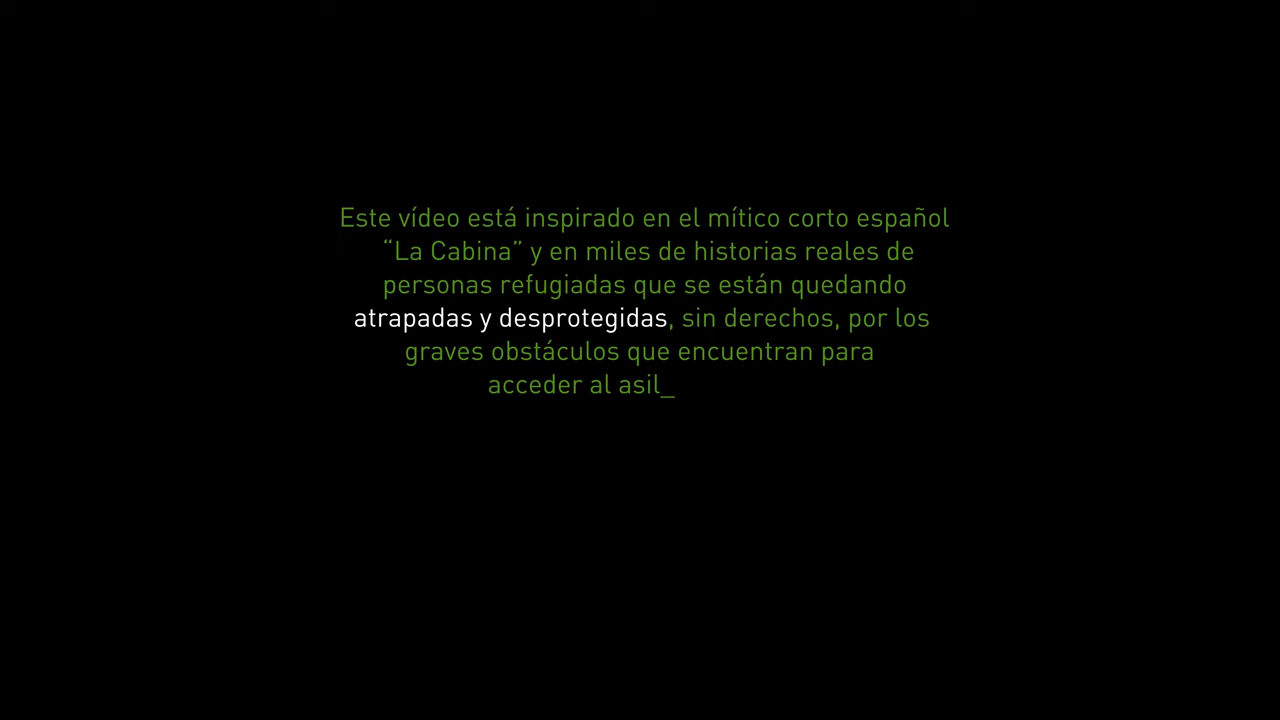 Este vídeo está inspirado en el mítico corto español
“La Cabina” y en miles de historias reales de
personas refugiadas que se están quedando
atrapadas y desprotegidas, sin derechos, por los
graves obstáculos que encuentran para
acceder al asil_